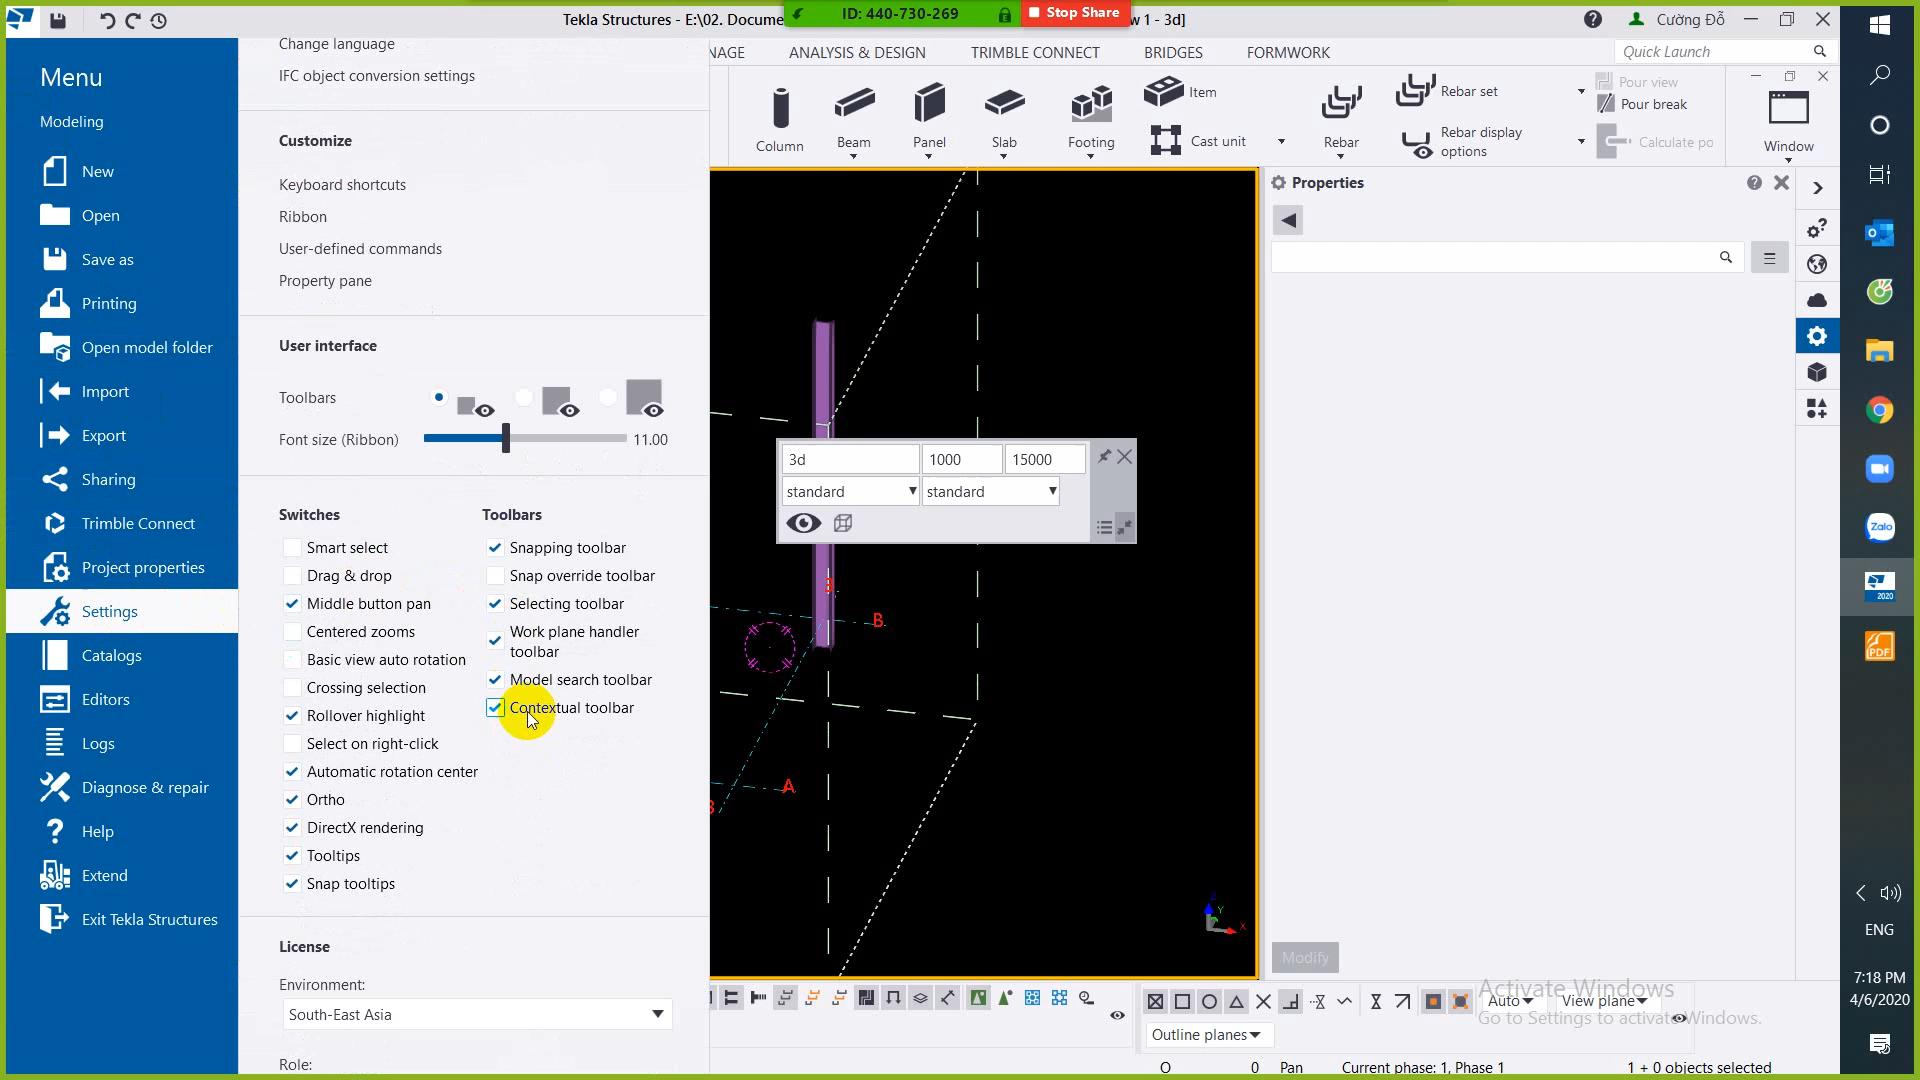 Tekla Structures - E:\02. Docume
ID: 440-730-269
Stop Share
w 1 - 3d]
Cường Đỗ
Menu
Modeling
New
Open
Save as
Printing
Open model folder
Import
Export
Sharing
Trimble Connect
Project properties
Settings
Catalogs
Editors
Logs
Diagnose & repair
Help
Extend
Exit Tekla Structures
Change language
IFC object conversion settings
Customize
Keyboard shortcuts
Ribbon
User-defined commands
Property pane
User interface
Toolbars
Font size (Ribbon)
11.00
Switches
Smart select
Drag & drop
Middle button pan
Centered zooms
Basic view auto rotation
Crossing selection
Rollover highlight
Select on right-click
Automatic rotation center
Ortho
DirectX rendering
Tooltips
Snap tooltips
Toolbars
Snapping toolbar
Snap override toolbar
Selecting toolbar
Work plane handler
toolbar
Model search toolbar
Contextual toolbar
License
Environment:
South-East Asia
Role:
NAGE
ANALYSIS & DESIGN
TRIMBLE CONNECT
BRIDGES
FORMWORK
Quick Launch
Column
Beam
Panel
Slab
Footing
Item
Cast unit
Rebar
Rebar set
Rebar display
options
Pour view
Pour break
Calculate po
Window
3d
1000
15000
standard
standard
B
A
3
Z
Y
X
Properties
Modify
Activate Windows
Go to Settings to activate Windows.
Auto
View plane
Outline planes
O
0
Pan
Current phase: 1, Phase 1
1 + 0 objects selected
Zalo
2020
PDF
ENG
7:18 PM
4/6/2020